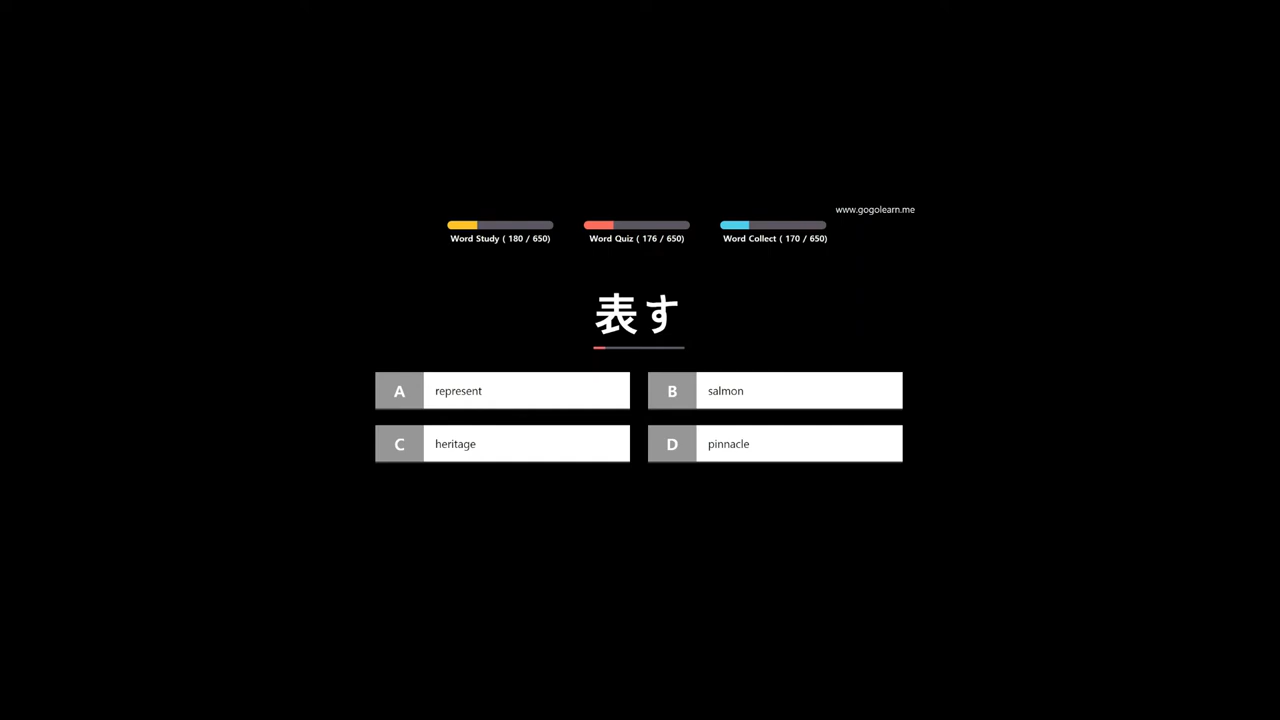 www.gogolearn.me
Word Study ( 180 / 650)
Word Quiz ( 176 / 650)
Word Collect ( 170 / 650)
表す
A represent
B salmon
C heritage
D pinnacle